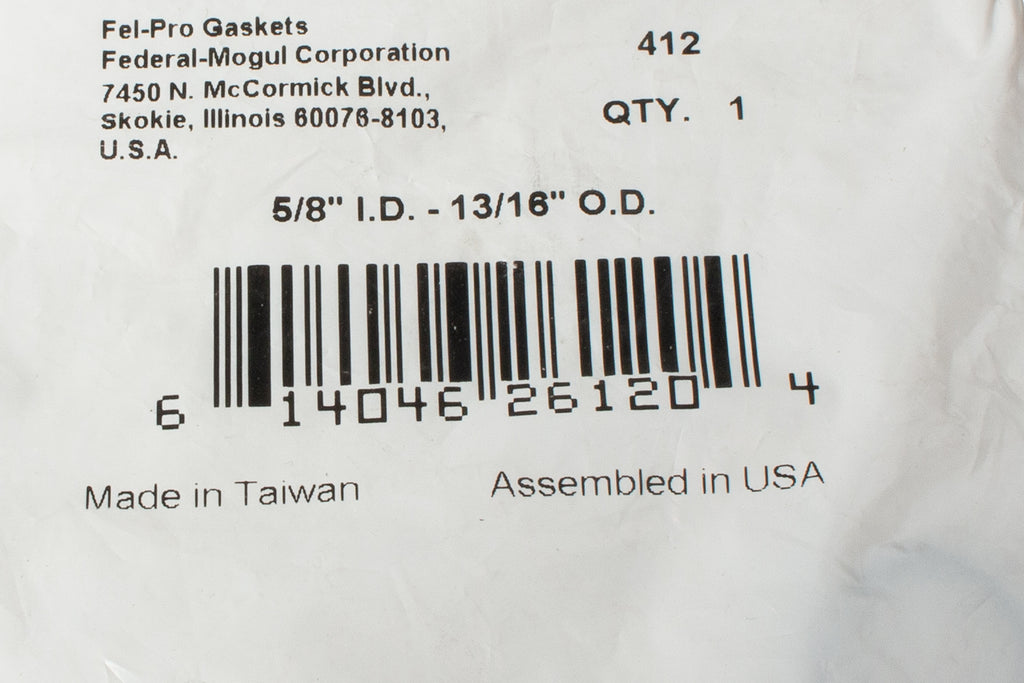 Fel-Pro Gaskets
Federal-Mogul Corporation
7450 N. McCormick Blvd.,
Skokie, Illinois 60076-8103,
U.S.A.
412
QTY. 1
5/8" I.D. - 13/16" O.D.
6 14046 26120 4
Made in Taiwan
Assembled in USA